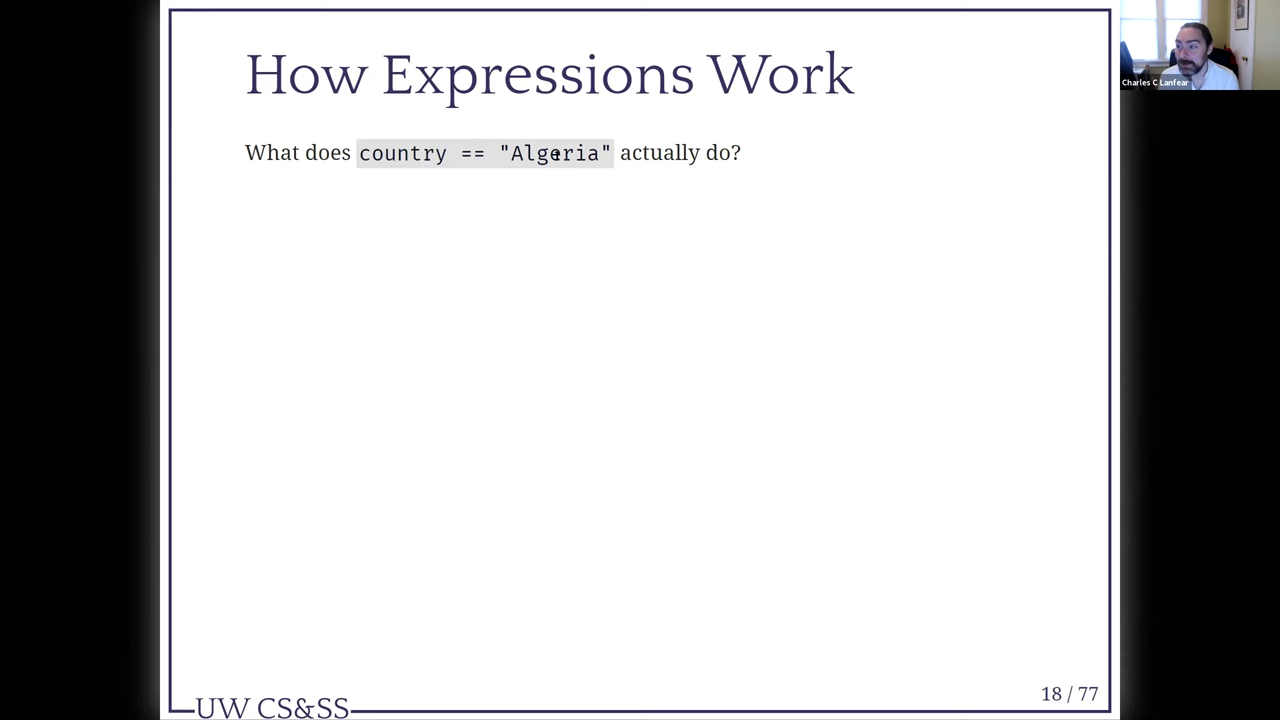 How Expressions Work
What does country == "Algeria" actually do?
Charles C Lanfear
18 / 77
UW CS&SS